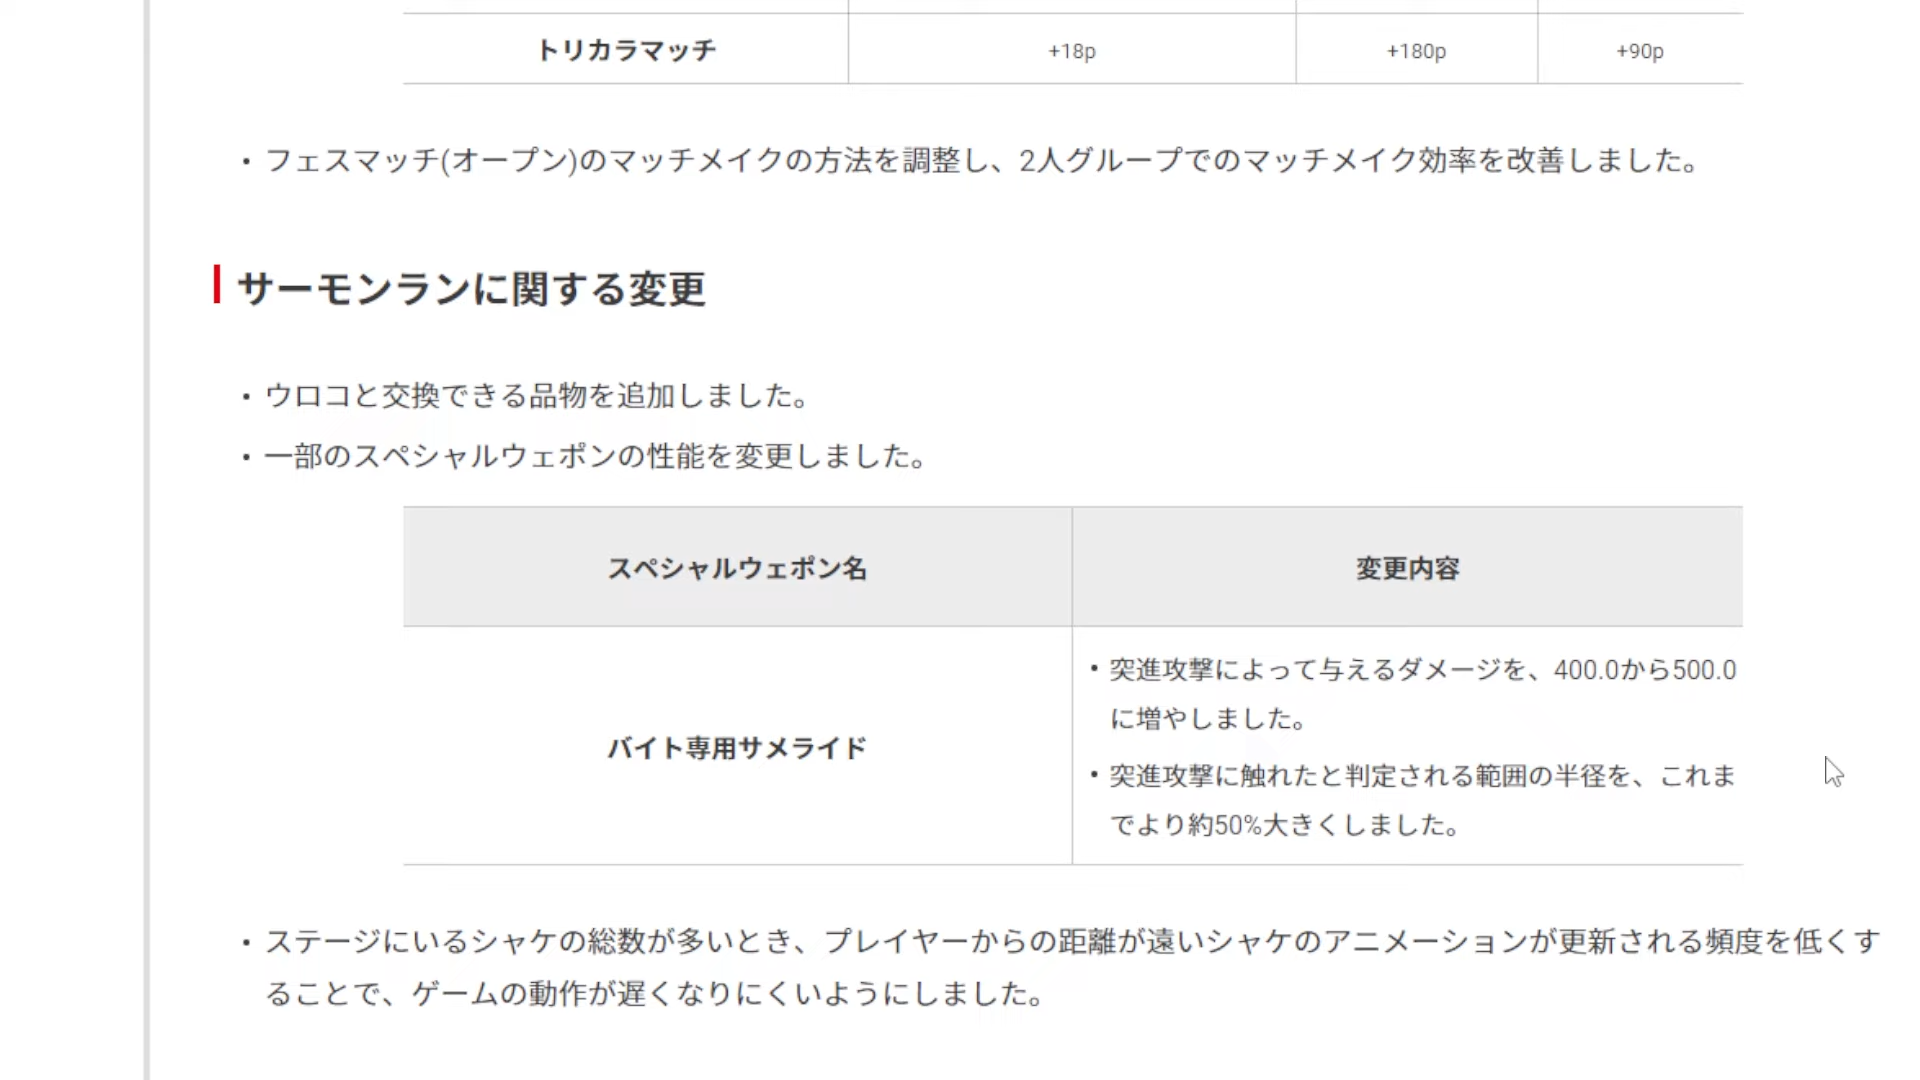 トリカラマッチ +18p +180p +90p
・フェスマッチ(オープン)のマッチメイクの方法を調整し、2人グループでのマッチメイク効率を改善しました。
サーモンランに関する変更
・ウロコと交換できる品物を追加しました。
・一部のスペシャルウェポンの性能を変更しました。
スペシャルウェポン名 変更内容
バイト専用サメライド
・突進攻撃によって与えるダメージを、400.0から500.0
に増やしました。
・突進攻撃に触れたと判定される範囲の半径を、これま
でより約50%大きくしました。
・ステージにいるシャケの総数が多いとき、プレイヤーからの距離が遠いシャケのアニメーションが更新される頻度を低くす
ることで、ゲームの動作が遅くなりにくいようにしました。